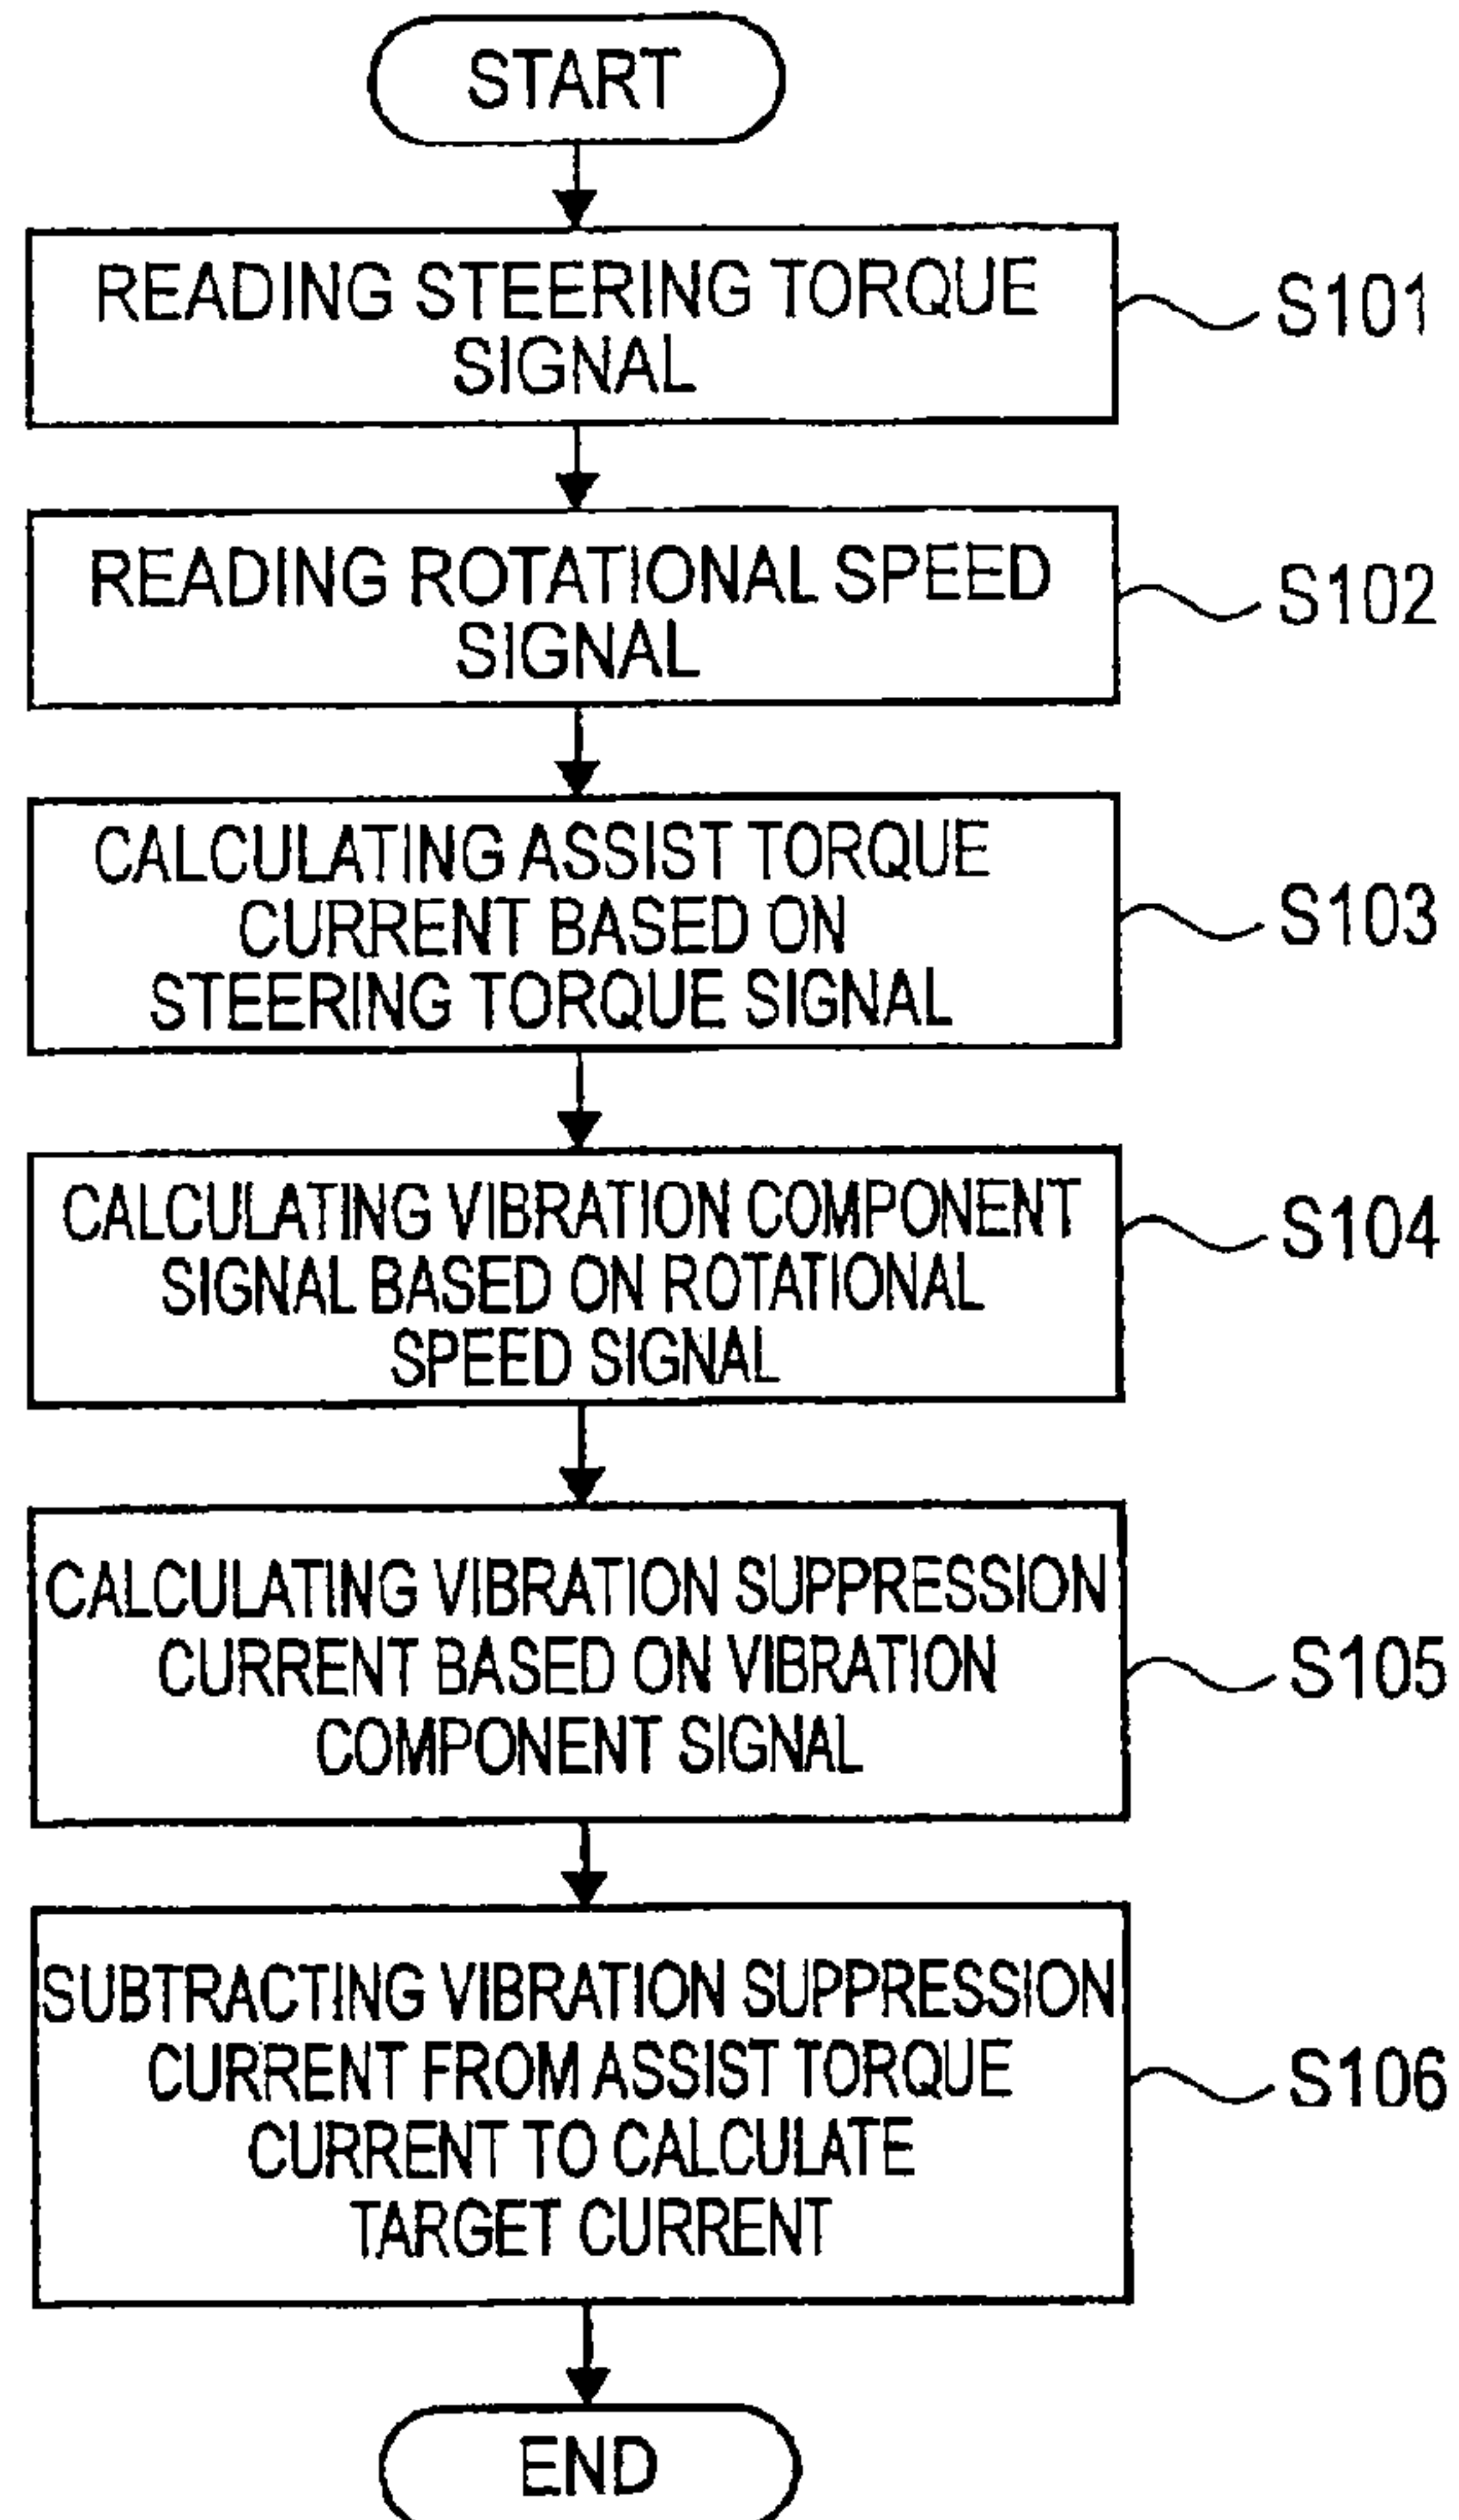 START
READING STEERING TORQUE
SIGNAL
S101
READING ROTATIONAL SPEED
SIGNAL
S102
CALCULATING ASSIST TORQUE
CURRENT BASED ON
STEERING TORQUE SIGNAL
S103
CALCULATING VIBRATION COMPONENT
SIGNAL BASED ON ROTATIONAL
SPEED SIGNAL
S104
CALCULATING VIBRATION SUPPRESSION
CURRENT BASED ON VIBRATION
COMPONENT SIGNAL
S105
SUBTRACTING VIBRATION SUPPRESSION
CURRENT FROM ASSIST TORQUE
CURRENT TO CALCULATE
TARGET CURRENT
S106
END